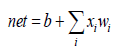 net = b + ∑ xᵢwᵢ
i